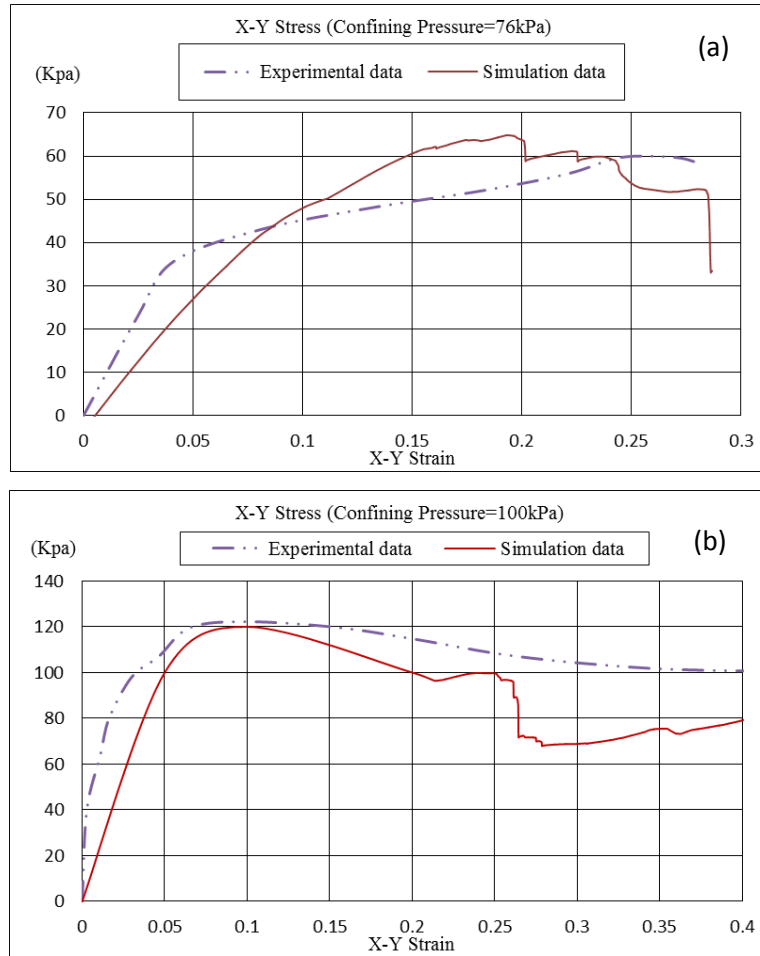 X-Y Stress (Confining Pressure=76kPa)
(a)
Experimental data Simulation data
(Kpa)
70
60
50
40
30
20
10
0
0 0.05 0.1 0.15 0.2 0.25 0.3
X-Y Strain
X-Y Stress (Confining Pressure=100kPa)
(b)
Experimental data Simulation data
(Kpa)
140
120
100
80
60
40
20
0
0 0.05 0.1 0.15 0.2 0.25 0.3 0.35 0.4
X-Y Strain